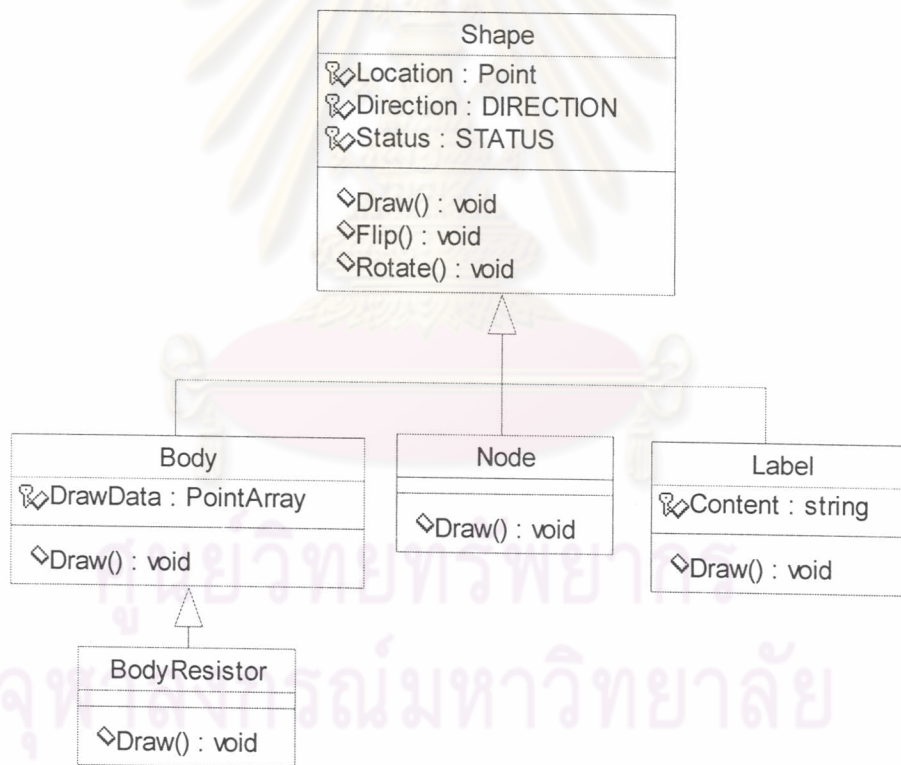 Shape
Location : Point
Direction : DIRECTION
Status : STATUS
Draw() : void
Flip() : void
Rotate() : void
Body
DrawData : PointArray
Draw() : void
Node
Draw() : void
Label
Content : string
Draw() : void
BodyResistor
Draw() : void
ศูนย์วิทยทรัพยากร
จุฬาลงกรณ์มหาวิทยาลัย